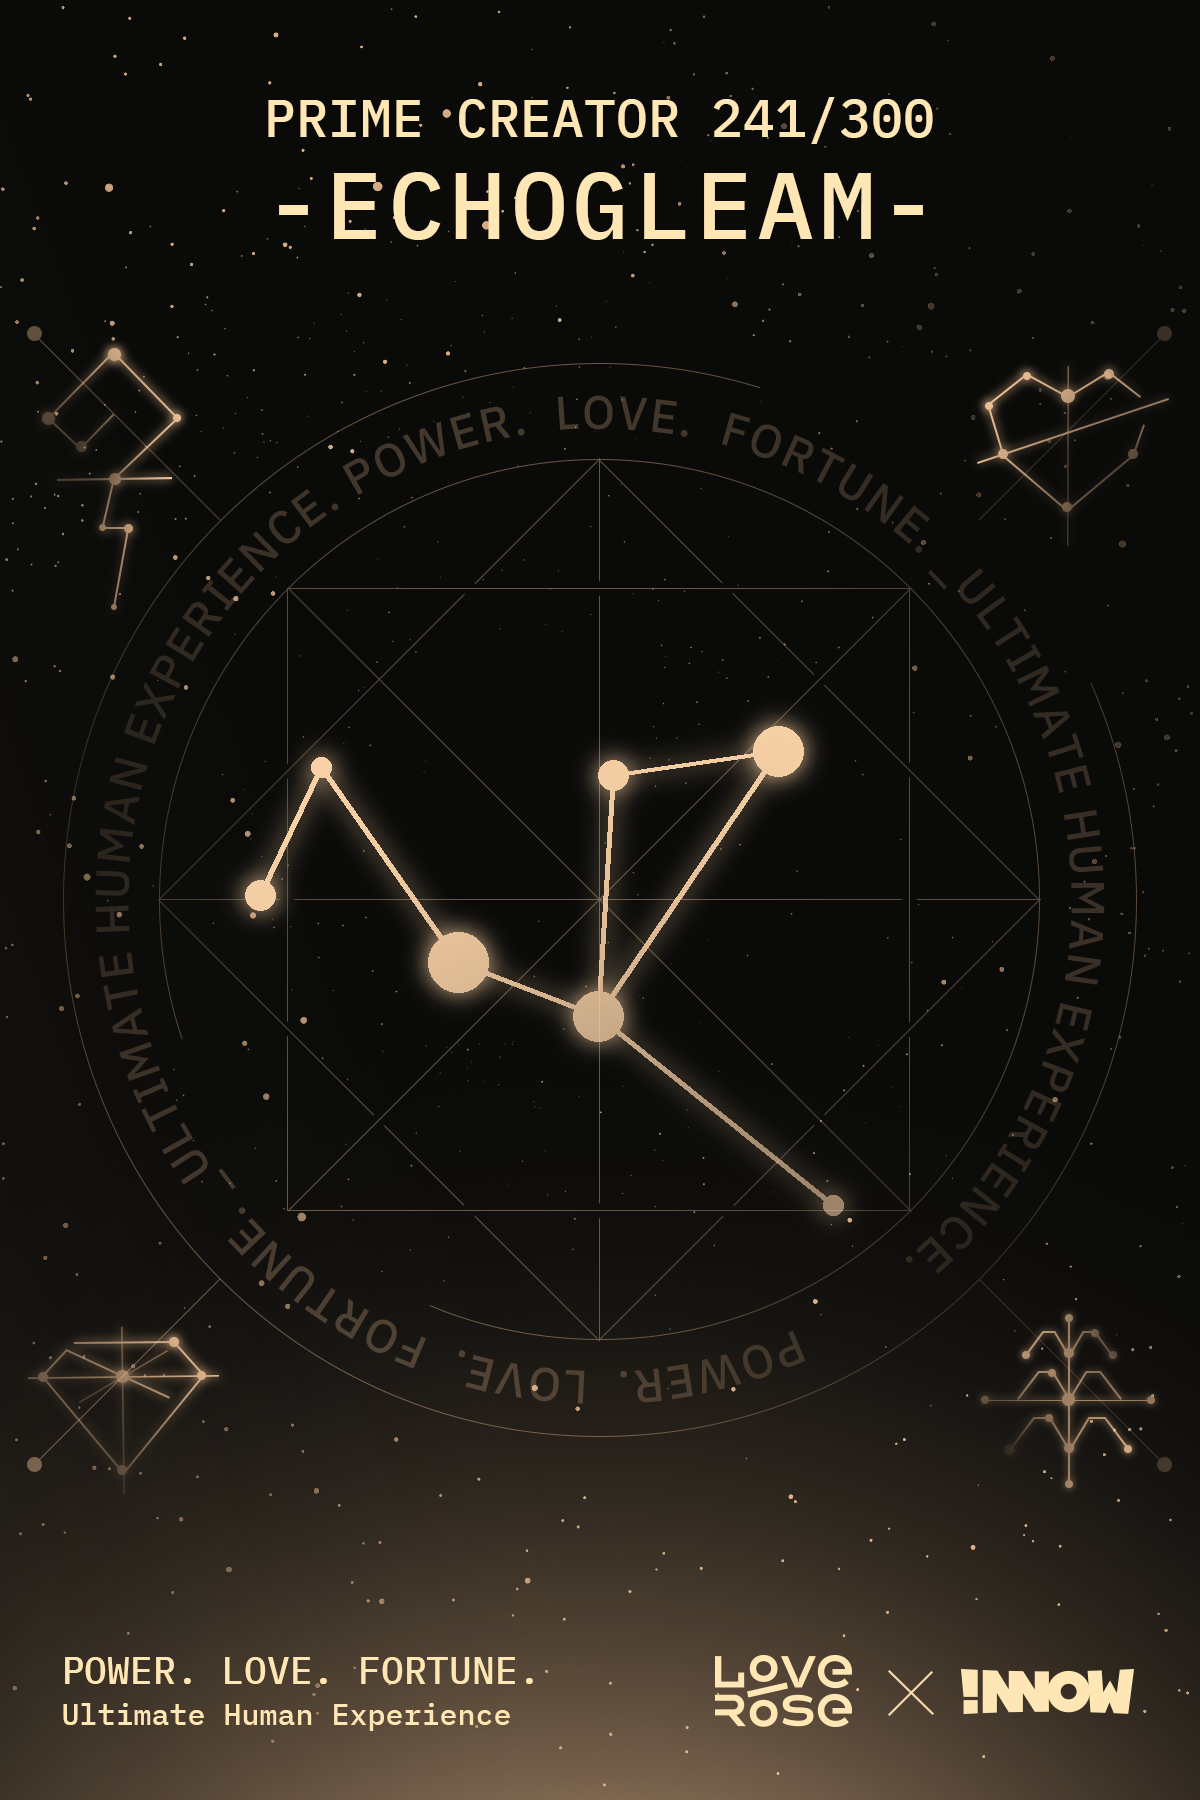 PRIME CREATOR 241/300
-ECHOGLEAM-
ULTIMATE HUMAN EXPERIENCE. POWER. LOVE. FORTUNE. – ULTIMATE HUMAN EXPERIENCE.
POWER. LOVE. FORTUNE. –
POWER. LOVE. FORTUNE.
Ultimate Human Experience
LOVE
ROSE
!NNOW